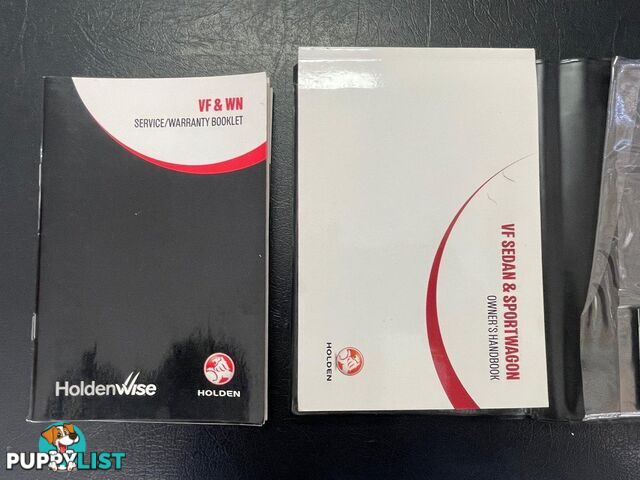 VF & WN
SERVICE/WARRANTY BOOKLET
HoldenWise
HOLDEN
VF SEDAN & SPORTWAGON
OWNER'S HANDBOOK
HOLDEN
PUPPYLIST